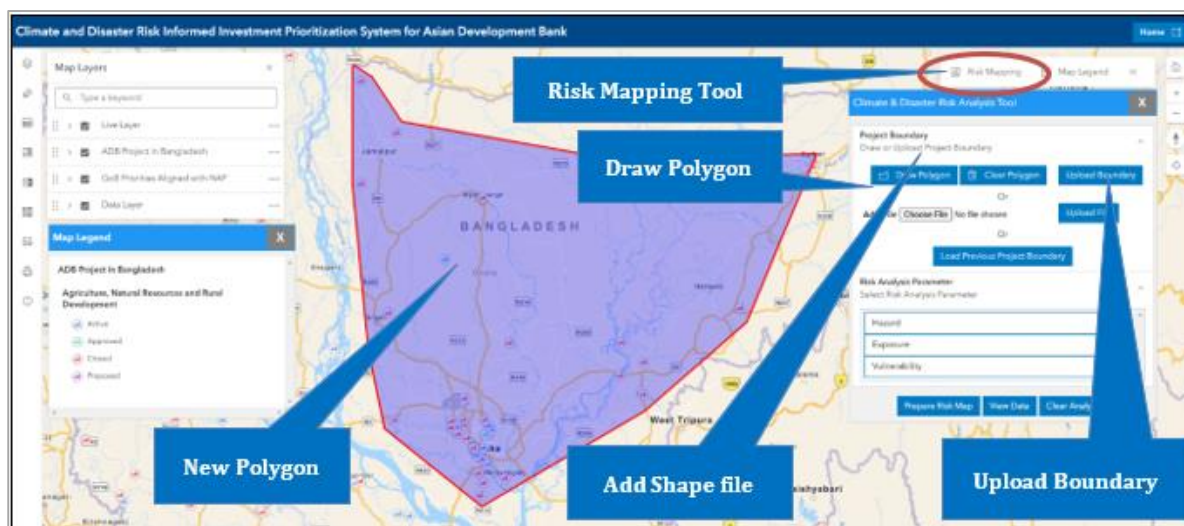 Climate and Disaster Risk Informed Investment Prioritization System for Asian Development Bank
Home
Map Layers
Type a keyword
Live Layer
ADB Project in Bangladesh
GoB Priorities Aligned with NAP
Data Layer
Map Legend X
ADB Project in Bangladesh
Agriculture, Natural Resources and Rural
Development
Active
Approved
Closed
Proposed
Risk Mapping Tool
Draw Polygon
New Polygon
Add Shape file
Upload Boundary
Risk Mapping
Map Legend
Climate & Disaster Risk Analysis Tool X
Project Boundary
Draw or Upload Project Boundary
Draw Polygon Clear Polygon Upload Boundary
Or
Choose File No file chosen
Or
Load Previous Project Boundary
Risk Analysis Parameter
Select Risk Analysis Parameter
Hazard
Exposure
Vulnerability
Prepare Risk Map View Data
BANGLADESH
Jamalpur
West Tripura